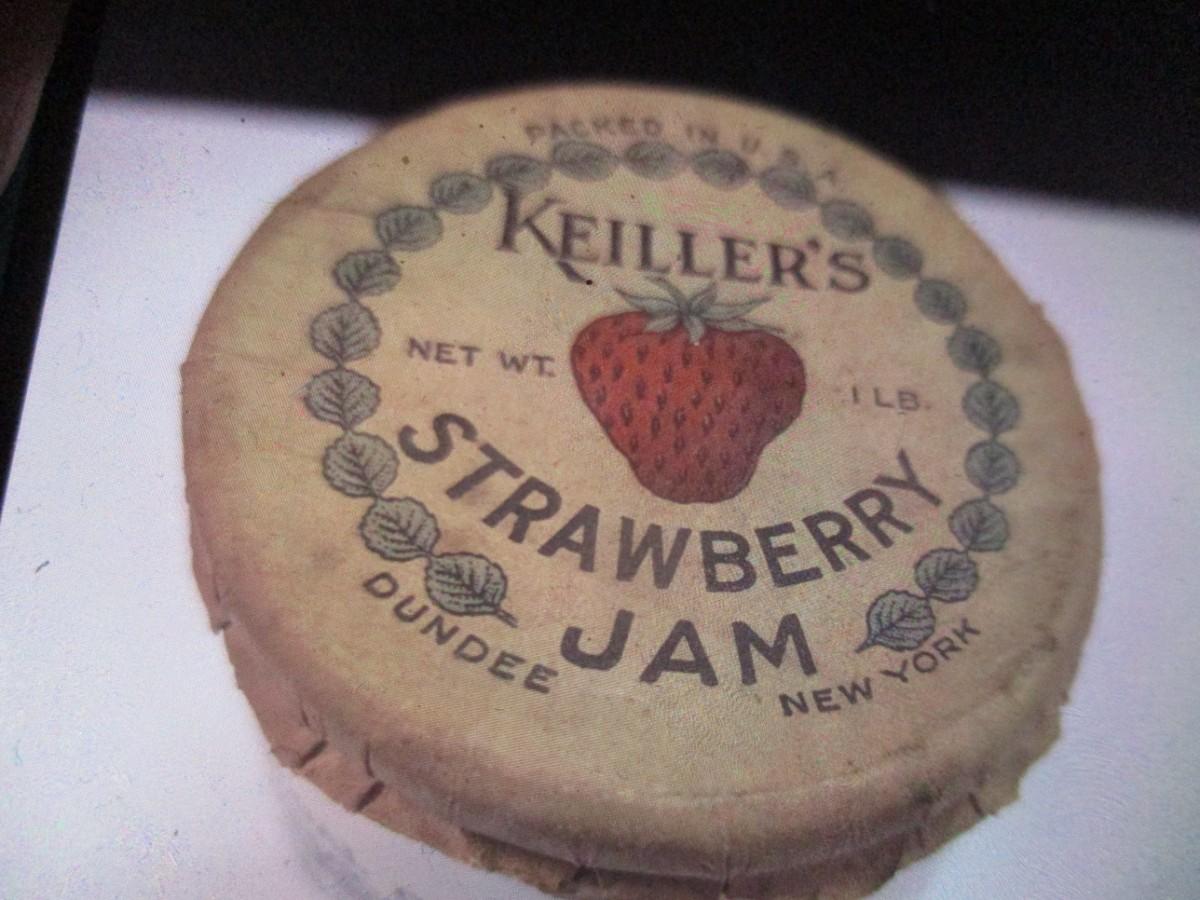 PACKED IN U.S.A.
KEILLER'S
NET WT. 1 LB.
STRAWBERRY
JAM
DUNDEE NEW YORK